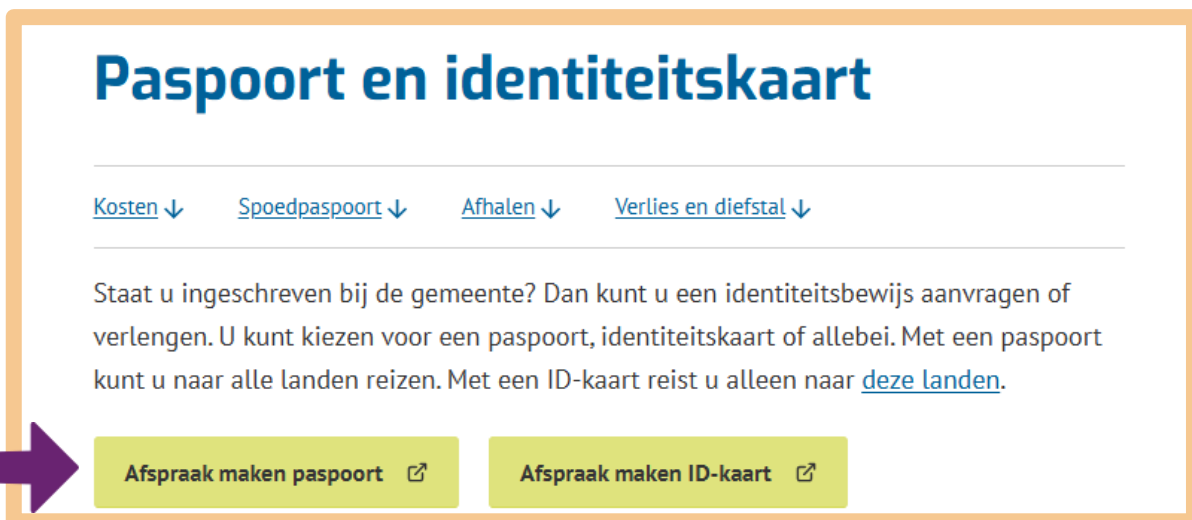 Paspoort en identiteitskaart
Kosten ↓ Spoedpaspoort ↓ Afhalen ↓ Verlies en diefstal ↓
Staat u ingeschreven bij de gemeente? Dan kunt u een identiteitsbewijs aanvragen of
verlengen. U kunt kiezen voor een paspoort, identiteitskaart of allebei. Met een paspoort
kunt u naar alle landen reizen. Met een ID-kaart reist u alleen naar deze landen.
Afspraak maken paspoort Afspraak maken ID-kaart